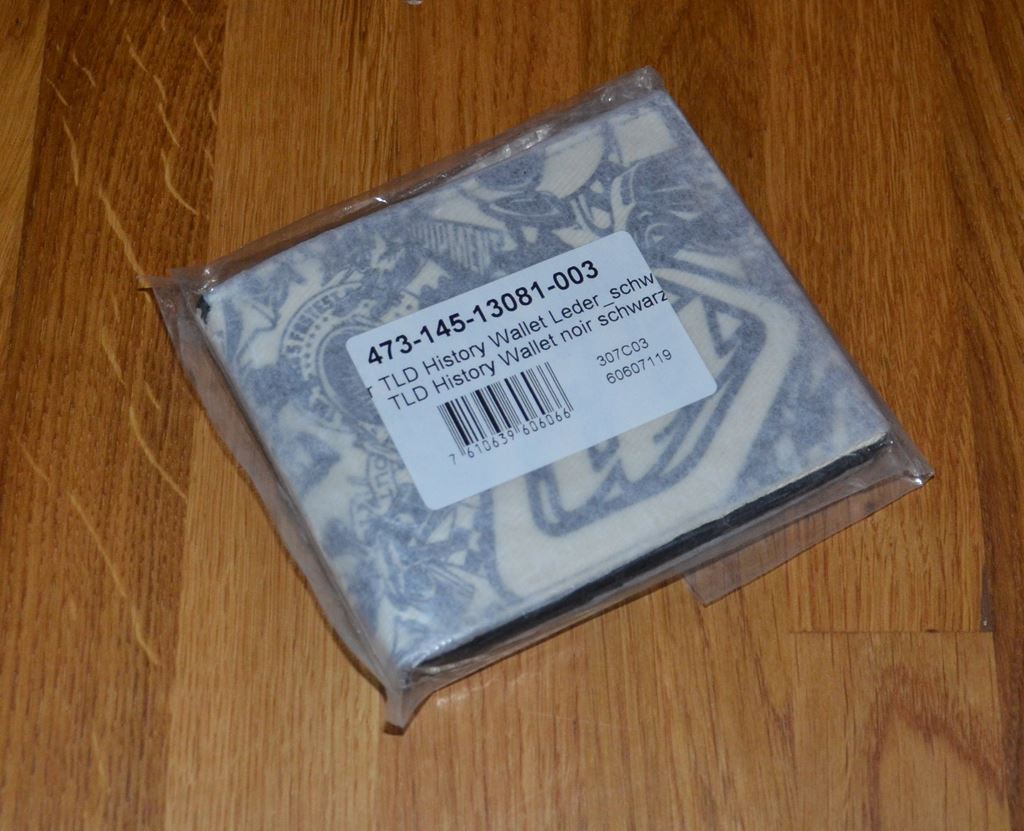 473-145-13081-003
TLD History Wallet Leder_schw
TLD History Wallet noir schwarz
307C03
60607119
7 610639 606066